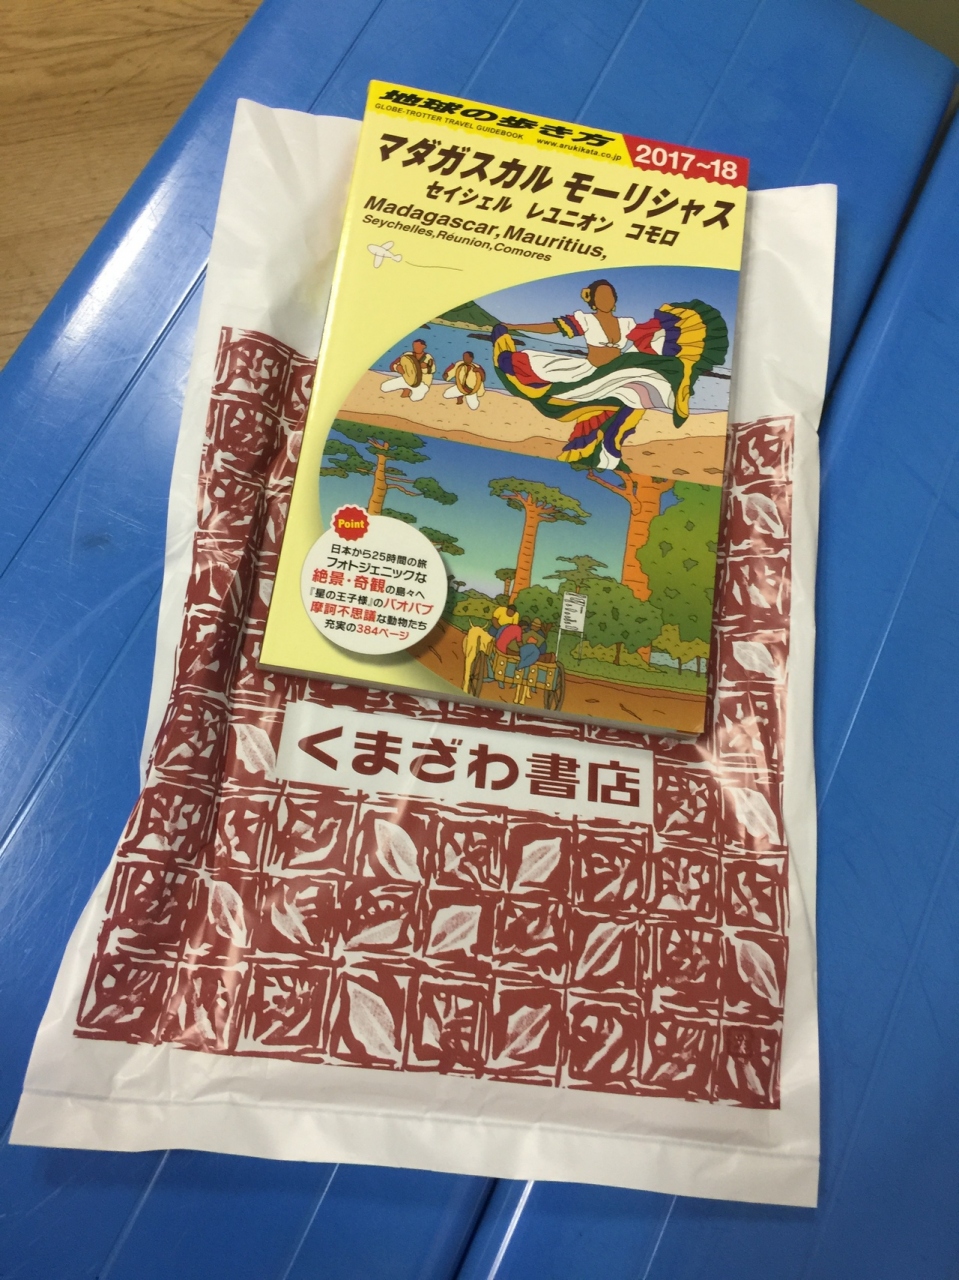 地球の歩き方
GLOBE-TROTTER TRAVEL GUIDEBOOK
www.arukikata.co.jp
2017~18
マダガスカル モーリシャス
セイシェル レユニオン コモロ
Madagascar, Mauritius,
Seychelles, Réunion, Comores
Point
日本から25時間の旅
フォトジェニックな
絶景・奇観の島々へ
『星の王子様』のバオバブ
摩訶不思議な動物たち
充実の384ページ
くまざわ書店